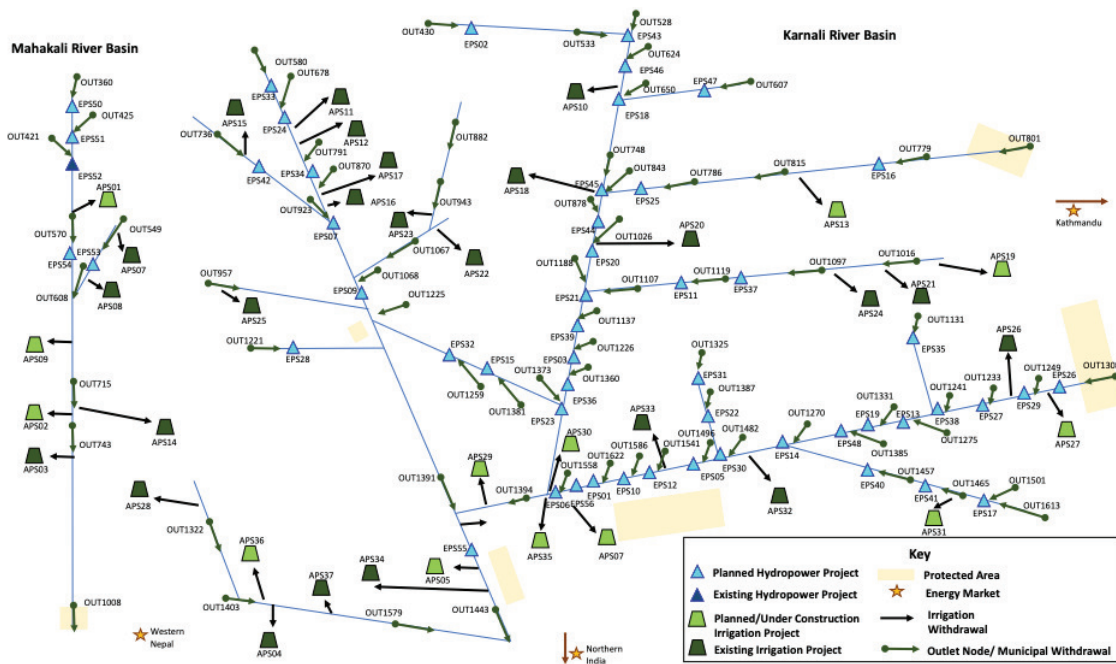 Mahakali River Basin
Karnali River Basin
OUT360
EPS50
OUT425
EPS51
OUT421
EPS52
APS01
OUT570
OUT549
EPS53
EPS54
APS07
OUT608
APS08
APS09
OUT715
APS02
APS14
OUT743
APS03
OUT1008
Western
Nepal
OUT580
OUT678
EPS33
APS15
EPS24
APS11
APS12
OUT736
OUT791
OUT870
EPS34
EPS42
APS17
OUT923
APS16
EPS07
OUT882
OUT943
APS23
OUT1067
APS22
OUT1068
OUT957
EPS09
OUT1225
APS25
OUT1221
EPS28
EPS32
EPS15
OUT1259
OUT1381
OUT1373
EPS23
OUT430
EPS02
OUT533
OUT528
EPS43
OUT624
EPS46
OUT650
EPS47
OUT607
APS10
EPS18
OUT748
OUT843
EPS45
APS18
EPS25
OUT786
OUT815
OUT779
EPS16
OUT801
APS13
OUT878
EPS44
OUT1026
APS20
EPS20
OUT1188
OUT1107
EPS21
EPS11
OUT1119
EPS37
OUT1097
OUT1016
APS19
APS21
APS24
Kathmandu
OUT1137
EPS39
OUT1226
EPS03
OUT1360
EPS36
OUT1325
EPS31
OUT1387
EPS22
OUT1131
EPS35
APS26
OUT1249
EPS26
OUT130
OUT1233
EPS29
OUT1241
EPS27
APS27
OUT1331
EPS13
EPS38
OUT1275
EPS19
EPS48
OUT1385
OUT1270
EPS14
OUT1482
OUT1496
EPS30
EPS05
OUT1541
APS33
EPS12
OUT1586
EPS10
OUT1622
EPS01
OUT1558
EPS56
EPS06
APS30
APS29
OUT1394
OUT1391
APS32
EPS40
OUT1457
EPS41
OUT1465
EPS17
OUT1501
OUT1613
APS31
APS35
APS07
APS28
OUT1322
APS36
OUT1403
APS04
APS37
OUT1579
APS34
APS05
EPS55
OUT1443
Northern
India
Key
Planned Hydropower Project
Existing Hydropower Project
Planned/Under Construction
Irrigation Project
Existing Irrigation Project
Protected Area
Energy Market
Irrigation
Withdrawal
Outlet Node/ Municipal Withdrawal